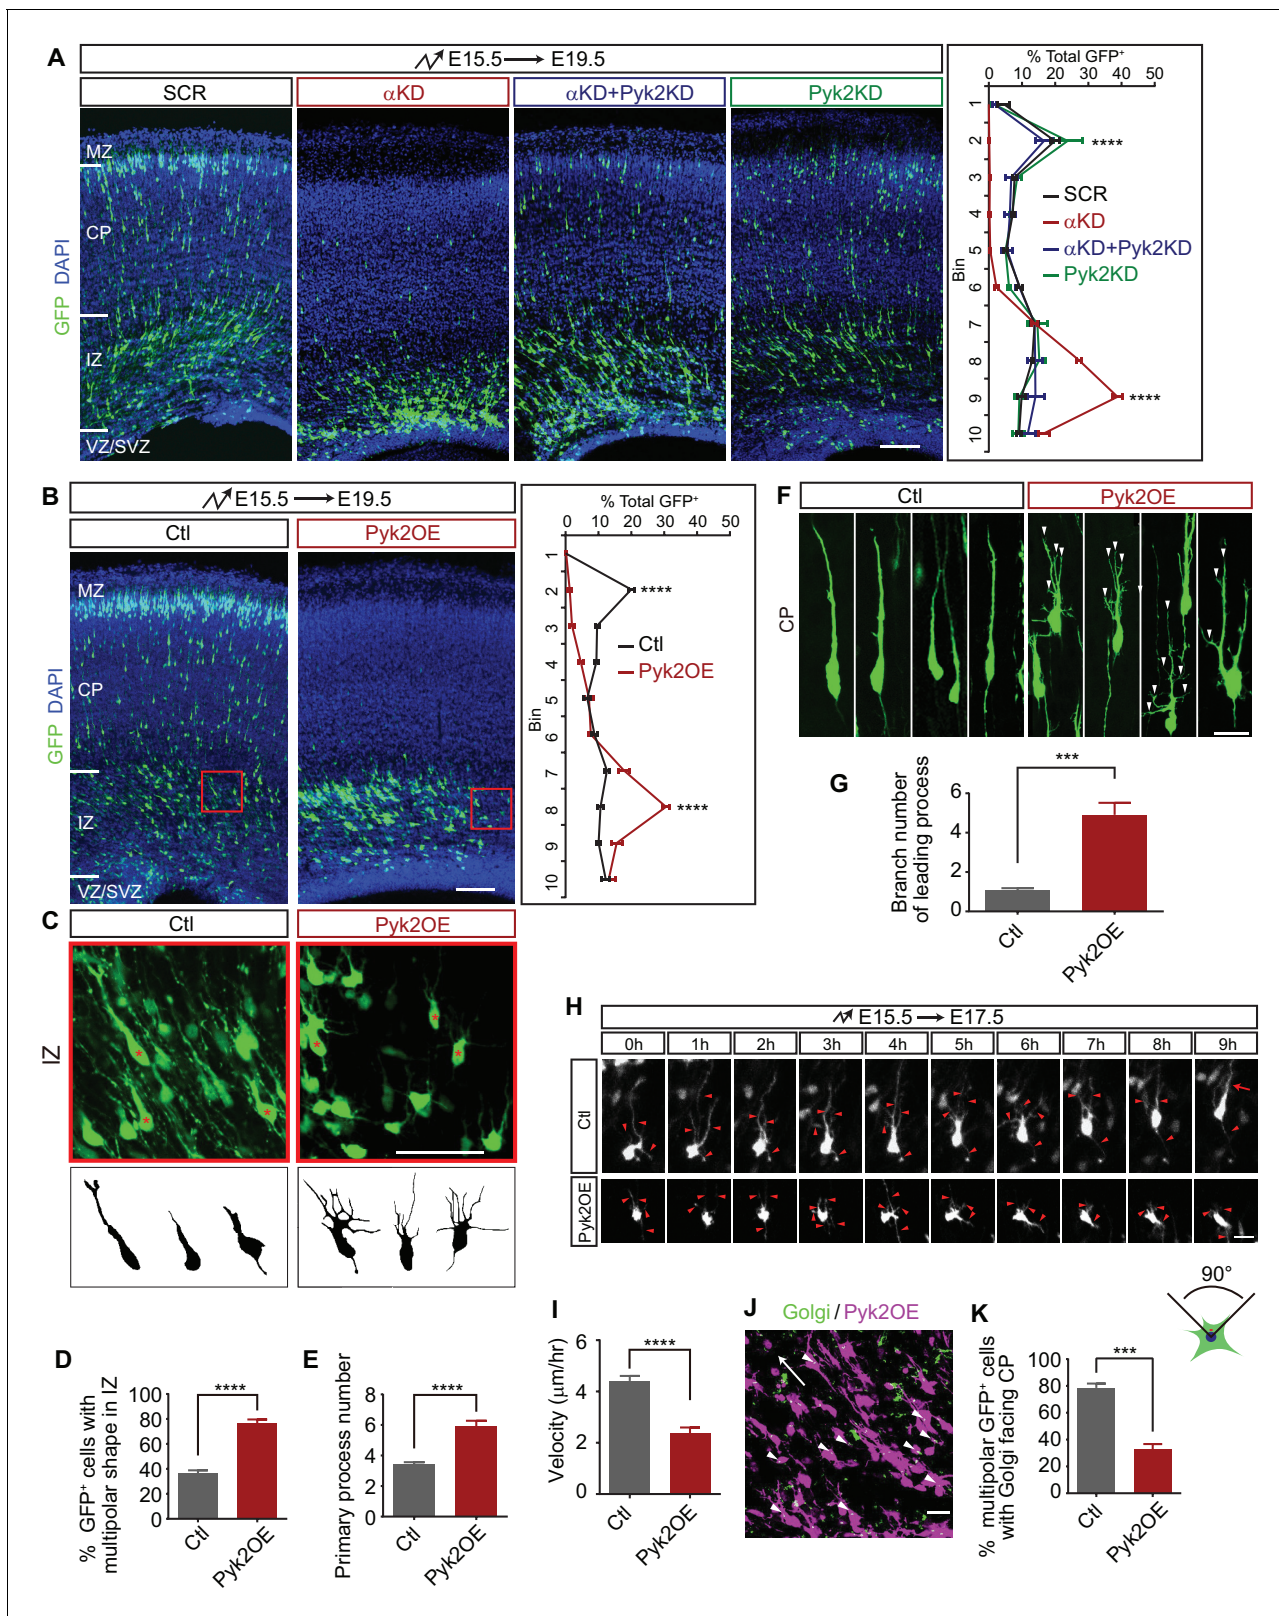 A
E15.5 E19.5
SCR
αKD
αKD+Pyk2KD
Pyk2KD
GFP DAPI
MZ
CP
IZ
VZ/SVZ
% Total GFP+
0 10 20 30 40 50
Bin
1
2
3
4
5
6
7
8
9
10
****
****
SCR
αKD
αKD+Pyk2KD
Pyk2KD
B
E15.5 E19.5
Ctl
Pyk2OE
GFP DAPI
MZ
CP
IZ
VZ/SVZ
% Total GFP+
0 10 20 30 40 50
Bin
1
2
3
4
5
6
7
8
9
10
****
****
Ctl
Pyk2OE
C
Ctl
Pyk2OE
IZ
* * *
* * *
D
% GFP+ cells with
multipolar shape in IZ
100
80
60
40
20
0
****
Ctl
Pyk2OE
E
Primary process number
8
6
4
2
0
****
Ctl
Pyk2OE
F
Ctl
Pyk2OE
CP
G
Branch number
of leading process
6
4
2
0
***
Ctl
Pyk2OE
H
E15.5 E17.5
0h 1h 2h 3h 4h 5h 6h 7h 8h 9h
Ctl
Pyk2OE
I
Velocity (μm/hr)
6
4
2
0
****
Ctl
Pyk2OE
J
Golgi / Pyk2OE
K
90°
% multipolar GFP+ cells
with Golgi facing CP
100
80
60
40
20
0
***
Ctl
Pyk2OE